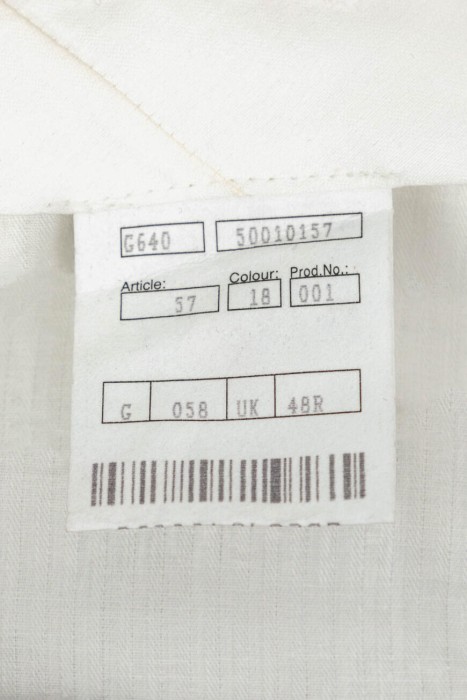 G640 50010157
Article: Colour: Prod.No.:
57 18 001
G 058 UK 48R